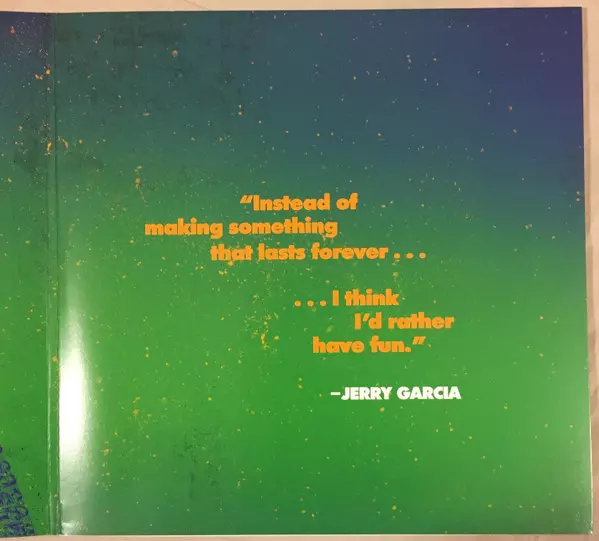 “Instead of
making something
that lasts forever . . .
. . . I think
I’d rather
have fun.”
–JERRY GARCIA